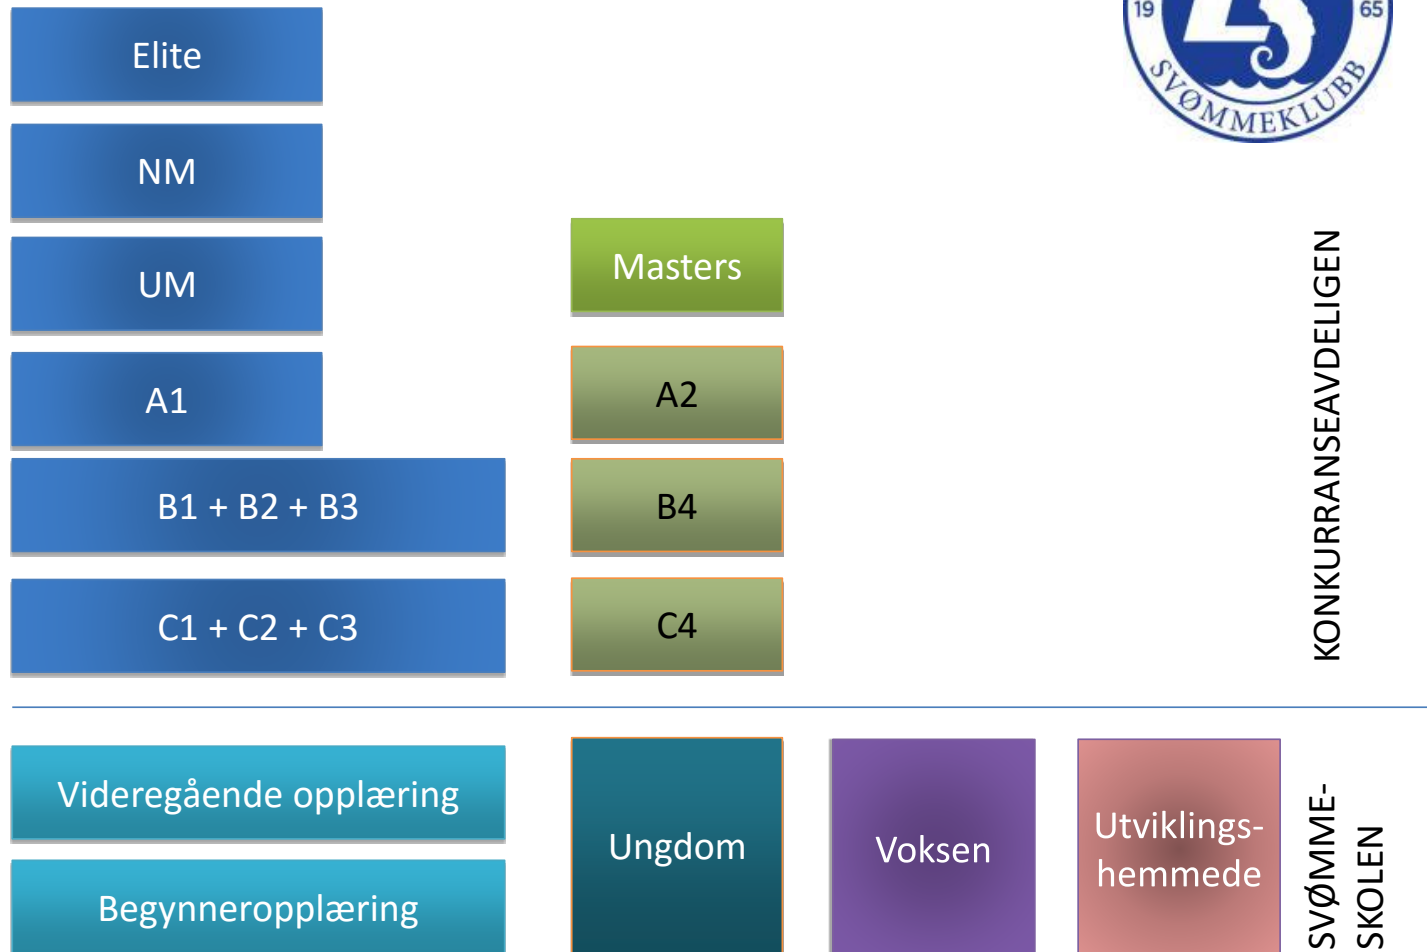 19 65
SVØMMEKLUBB
Elite
NM
UM
Masters
A1
A2
B1 + B2 + B3
B4
C1 + C2 + C3
C4
KONKURRANSEAVDELIGEN
Videregående opplæring
Begynneropplæring
Ungdom
Voksen
Utviklings-
hemmede
SVØMME-
SKOLEN